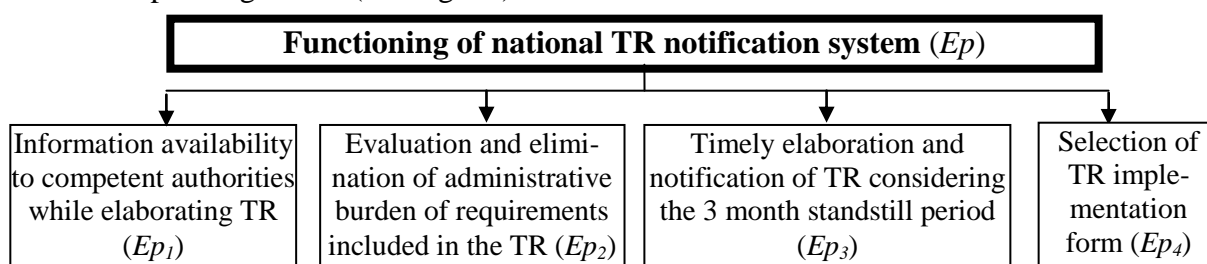 Functioning of national TR notification system (Ep)
Information availability
to competent authorities
while elaborating TR
(Ep1)
Evaluation and elimi-
nation of administrative
burden of requirements
included in the TR (Ep2)
Timely elaboration and
notification of TR considering
the 3 month standstill period
(Ep3)
Selection of
TR imple-
mentation
form (Ep4)